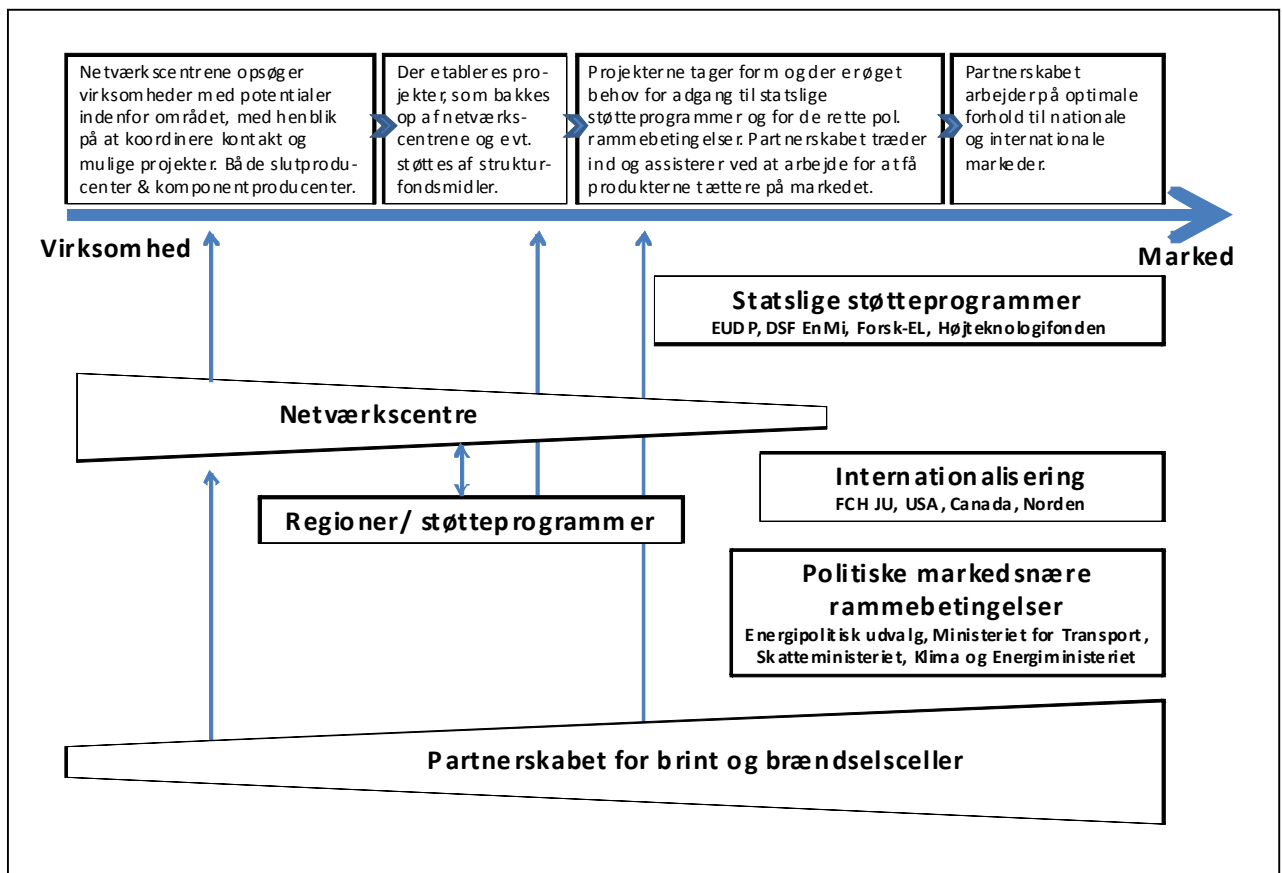 Netværkscentrene opsøger
virksomheder med potentialer
indenfor området, med henblik
på at koordinere kontakt og
mulige projekter. Både slutprodu-
center & komponentproducenter.
Der etableres pro-
jekter, som bakkes
op af netværks-
centrene og evt.
støttes af struktur-
fondsmidler.
Projekterne tager form og der er øget
behov for adgang til statslige
støtteprogrammer og for de rette pol.
rammebetingelser. Partnerskabet træder
ind og assisterer ved at arbejde for at få
produkterne tættere på markedet.
Partnerskabet
arbejder på optimale
forhold til nationale
og internationale
markeder.
Virksomhed
Marked
Statslige støtteprogrammer
EUDP, DSF EnMi, Forsk-EL, Højteknologifonden
Netværkscentre
Internationalisering
FCH JU, USA, Canada, Norden
Regioner/ støtteprogrammer
Politiske markedsnære
rammebetingelser
Energipolitisk udvalg, Ministeriet for Transport,
Skatteministeriet, Klima og Energiministeriet
Partnerskabet for brint og brændselsceller